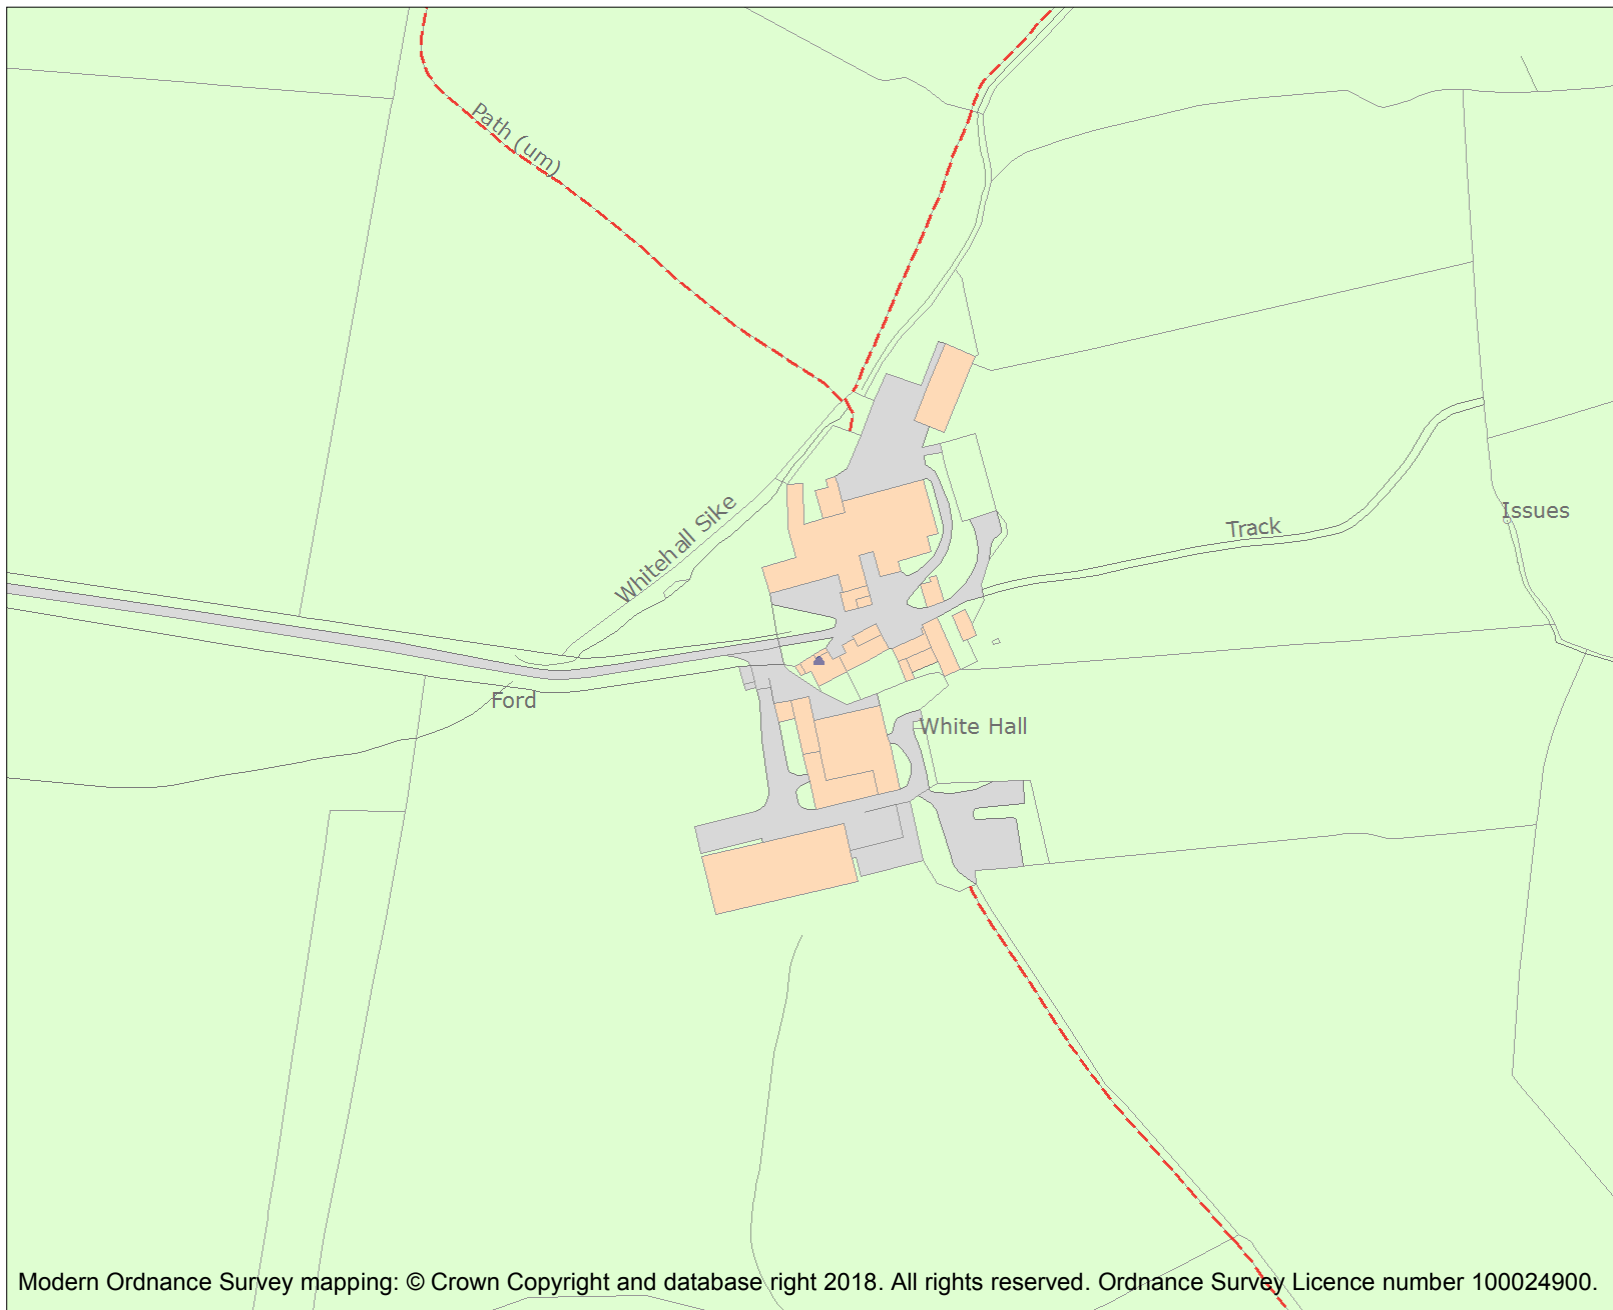 Path (um)
Whitehall Sike
Issues
Track
Ford
White Hall
Modern Ordnance Survey mapping: © Crown Copyright and database right 2018. All rights reserved. Ordnance Survey Licence number 100024900.